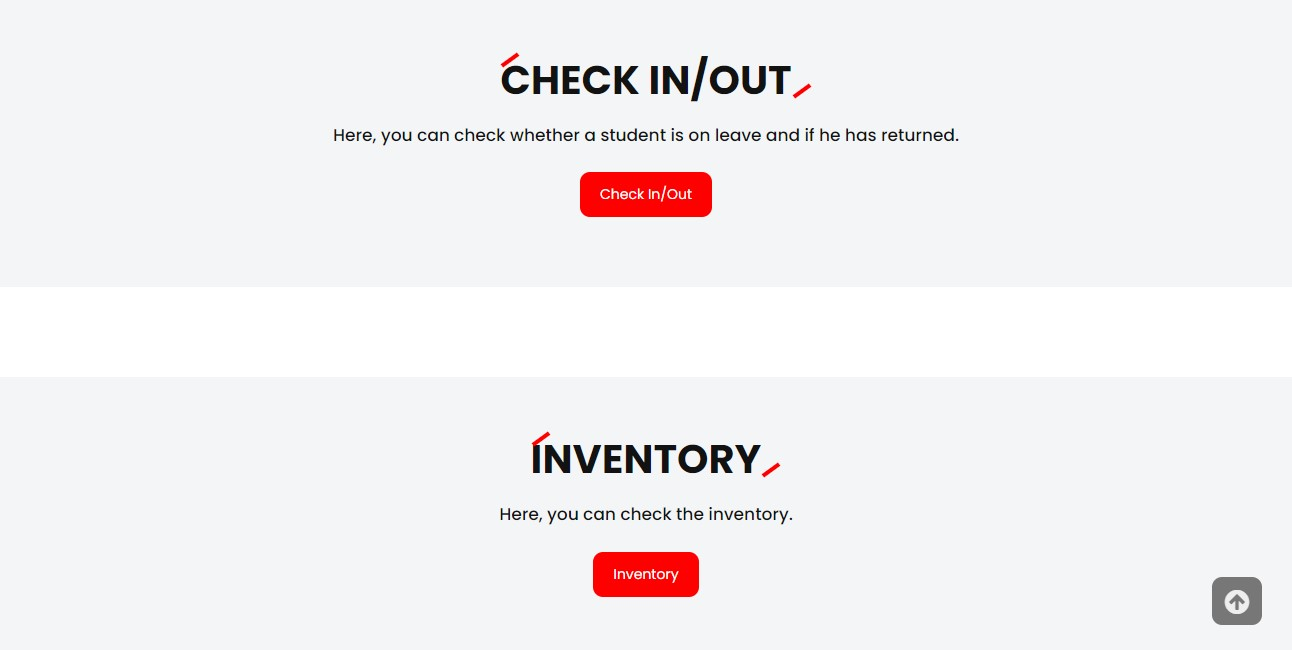 CHECK IN/OUT
Here, you can check whether a student is on leave and if he has returned.
Check In/Out
INVENTORY
Here, you can check the inventory.
Inventory